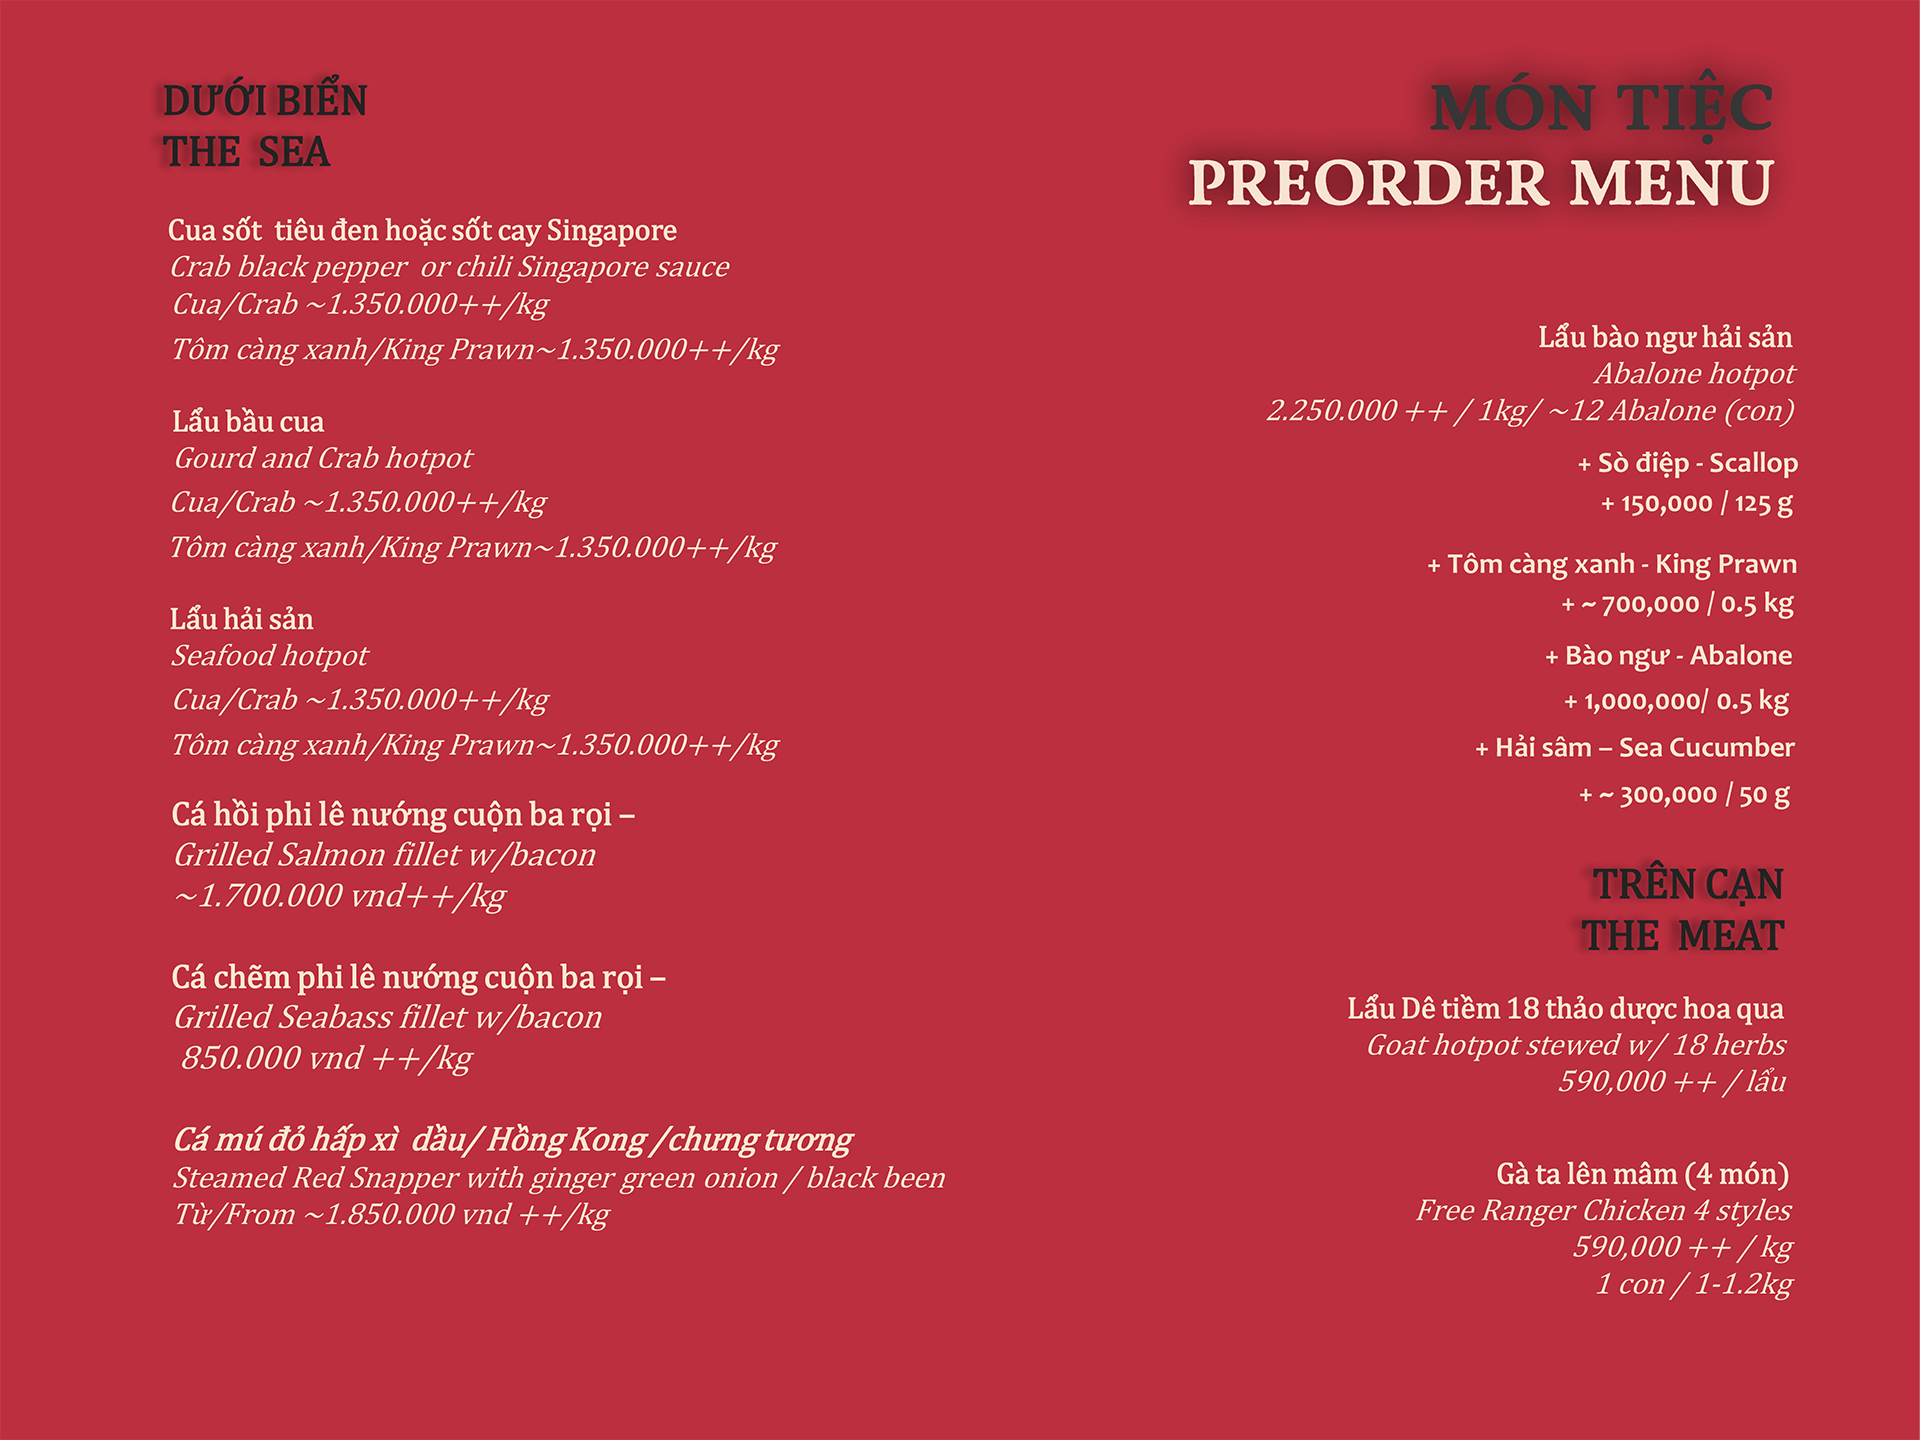 DƯỚI BIỂN
THE SEA
Cua sốt tiêu đen hoặc sốt cay Singapore
Crab black pepper or chili Singapore sauce
Cua/Crab ~1.350.000++/kg
Tôm càng xanh/King Prawn~1.350.000++/kg
Lẩu bầu cua
Gourd and Crab hotpot
Cua/Crab ~1.350.000++/kg
Tôm càng xanh/King Prawn~1.350.000++/kg
Lẩu hải sản
Seafood hotpot
Cua/Crab ~1.350.000++/kg
Tôm càng xanh/King Prawn~1.350.000++/kg
Cá hồi phi lê nướng cuộn ba rọi –
Grilled Salmon fillet w/bacon
~1.700.000 vnd++/kg
Cá chẽm phi lê nướng cuộn ba rọi –
Grilled Seabass fillet w/bacon
850.000 vnd ++/kg
Cá mú đỏ hấp xì dầu/ Hồng Kong /chưng tương
Steamed Red Snapper with ginger green onion / black been
Từ/From ~1.850.000 vnd ++/kg
MÓN TIỆC
PREORDER MENU
Lẩu bào ngư hải sản
Abalone hotpot
2.250.000 ++ / 1kg/ ~12 Abalone (con)
+ Sò điệp - Scallop
+ 150,000 / 125 g
+ Tôm càng xanh - King Prawn
+ ~ 700,000 / 0.5 kg
+ Bào ngư - Abalone
+ 1,000,000/ 0.5 kg
+ Hải sâm – Sea Cucumber
+ ~ 300,000 / 50 g
TRÊN CẠN
THE MEAT
Lẩu Dê tiềm 18 thảo dược hoa qua
Goat hotpot stewed w/ 18 herbs
590,000 ++ / lẩu
Gà ta lên mâm (4 món)
Free Ranger Chicken 4 styles
590,000 ++ / kg
1 con / 1-1.2kg